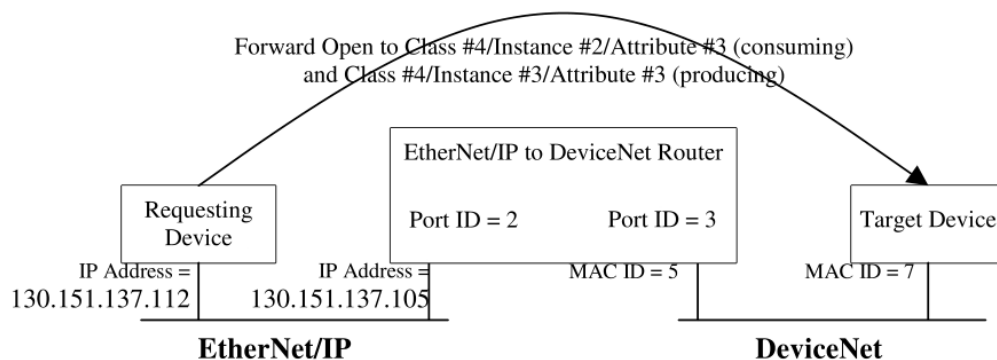 Forward Open to Class #4/Instance #2/Attribute #3 (consuming)
and Class #4/Instance #3/Attribute #3 (producing)
EtherNet/IP to DeviceNet Router
Requesting
Device
Port ID = 2
Port ID = 3
Target Device
IP Address =
130.151.137.112
IP Address =
130.151.137.105
MAC ID = 5
MAC ID = 7
EtherNet/IP
DeviceNet